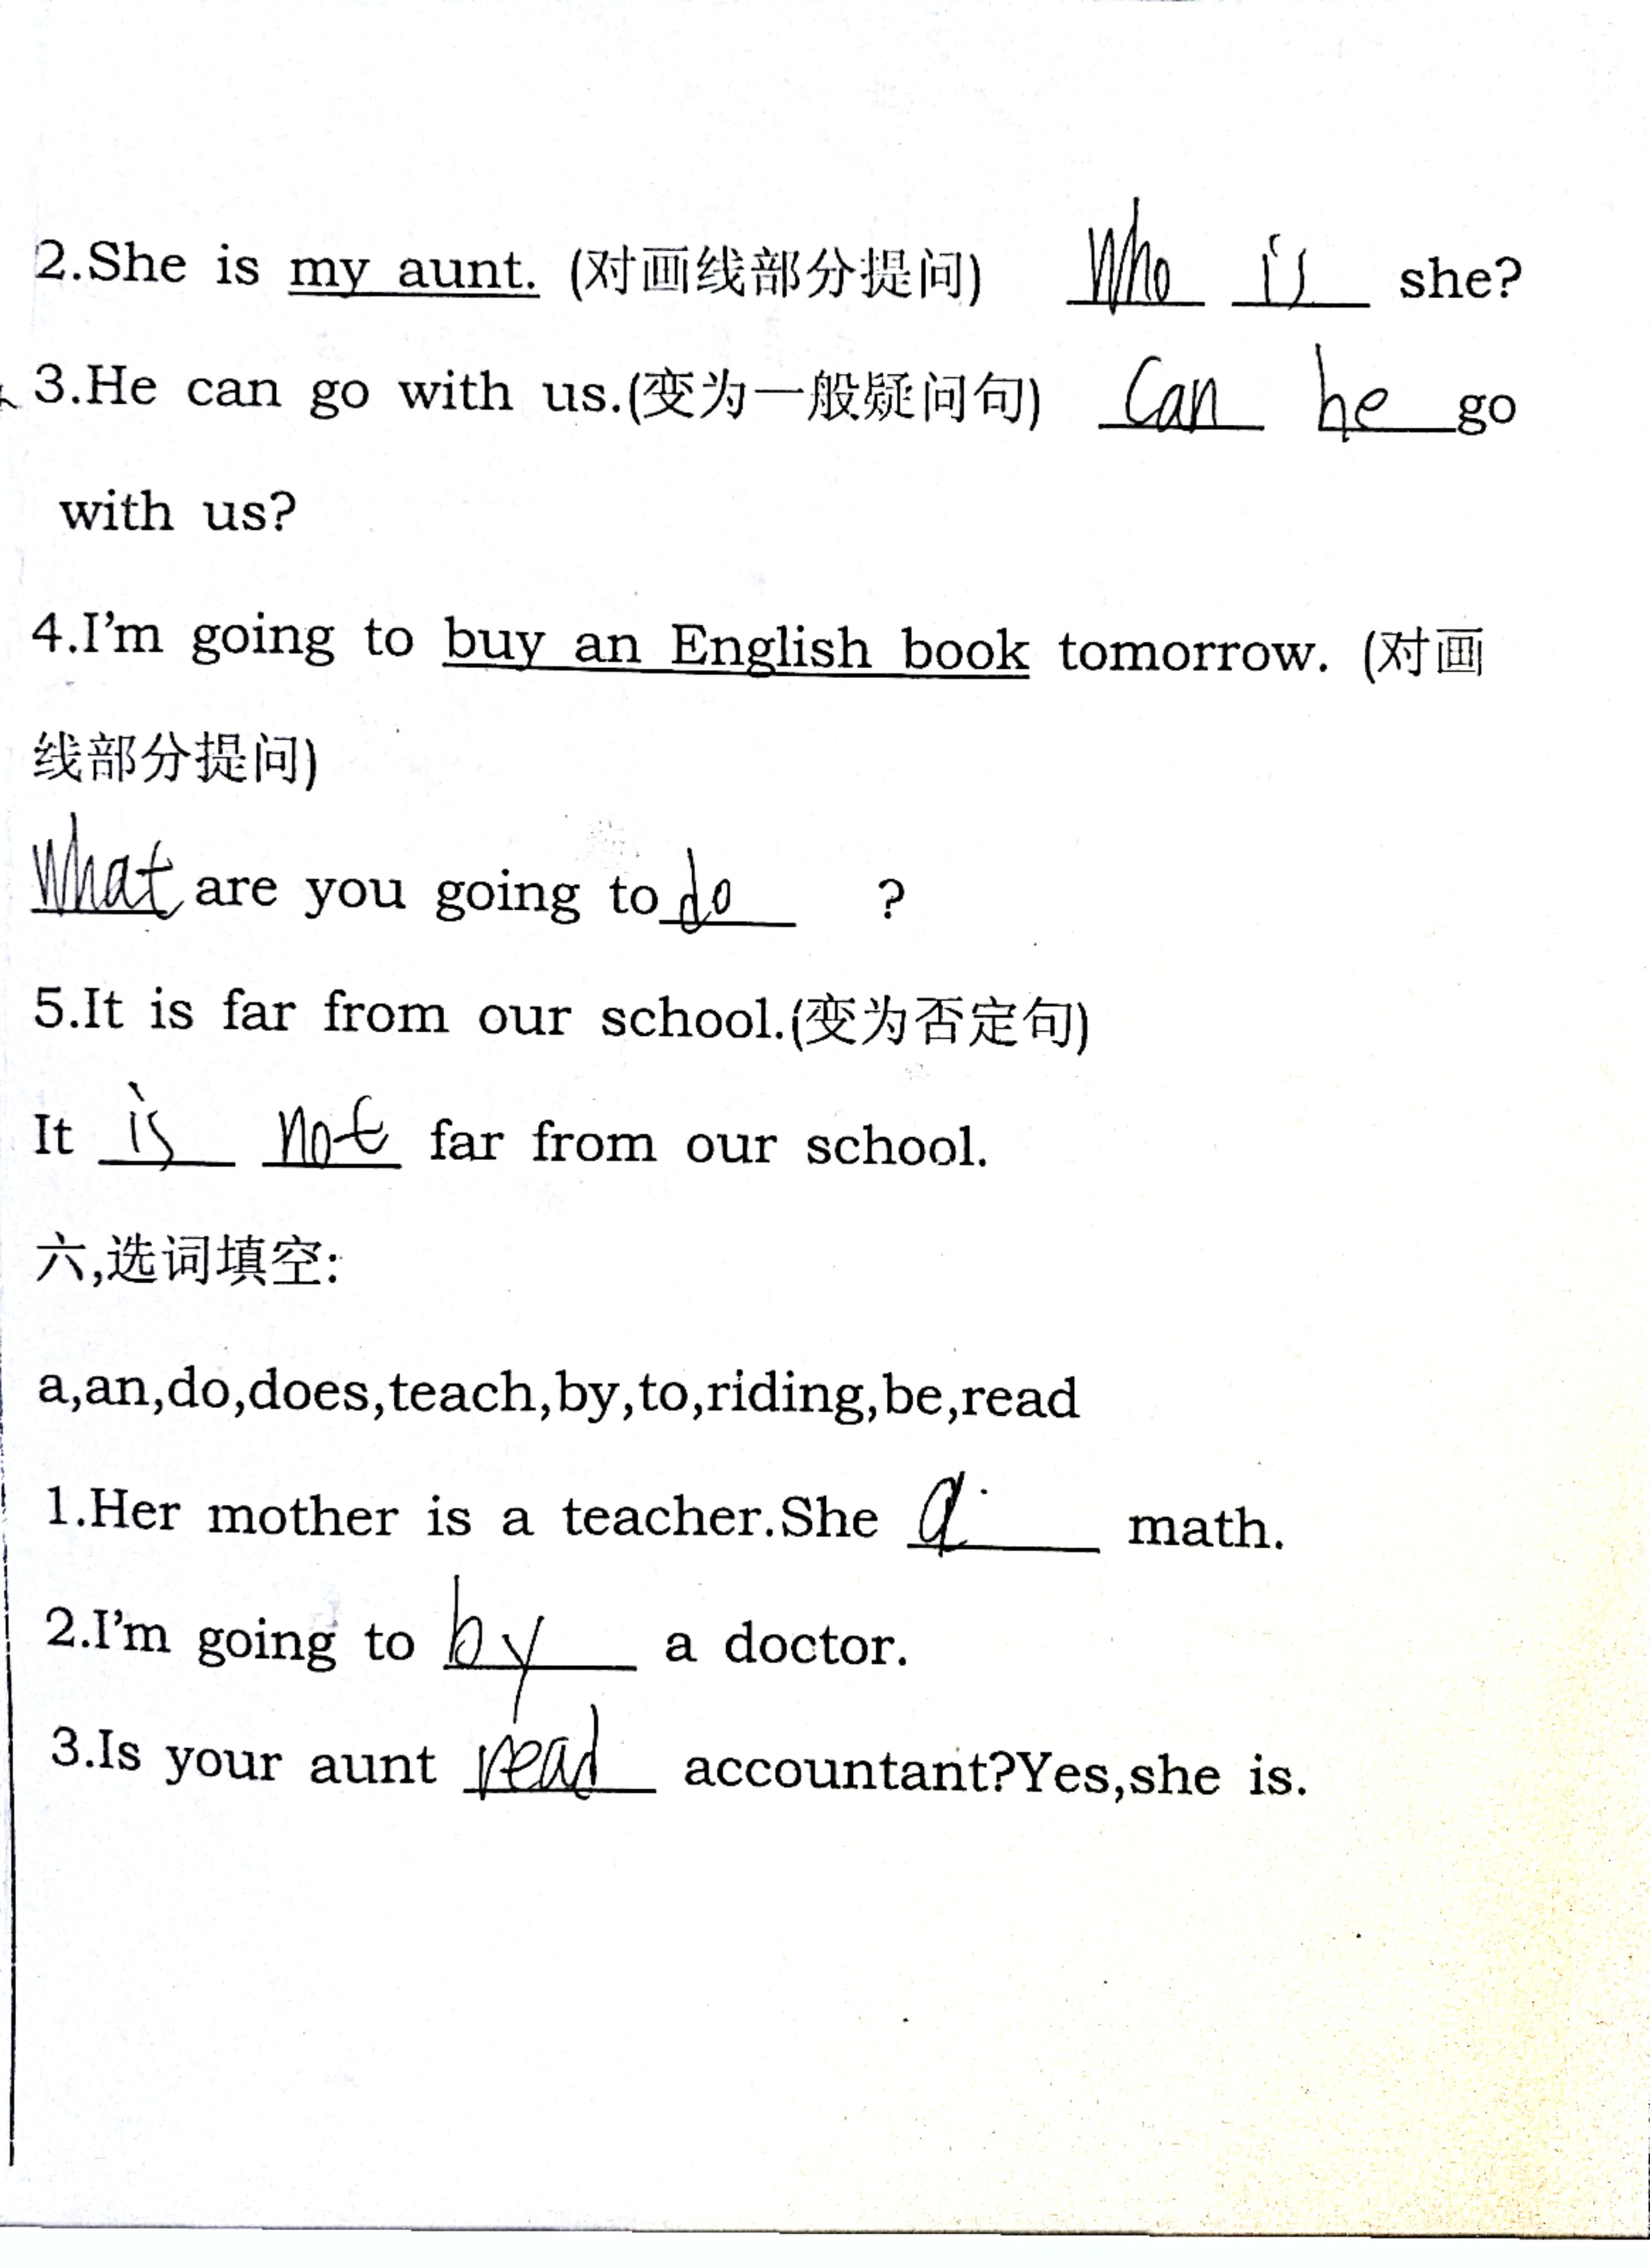 2.She is my aunt. (对画线部分提问) Who is she?
3.He can go with us.(变为一般疑问句) Can he go
with us?
4.I'm going to buy an English book tomorrow. (对画
线部分提问)
What are you going to do ?
5.It is far from our school.(变为否定句)
It is not far from our school.
六,选词填空:
a,an,do,does,teach,by,to,riding,be,read
1.Her mother is a teacher.She a math.
2.I'm going to by a doctor.
3.Is your aunt read accountant?Yes,she is.